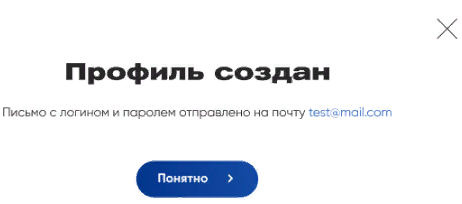 Профиль создан
Письмо с логином и паролем отправлено на почту test@mail.com
Понятно